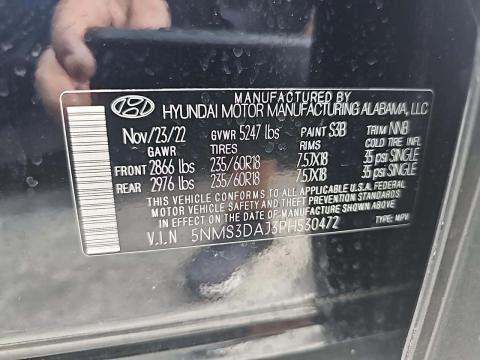 MANUFACTURED BY
HYUNDAI MOTOR MANUFACTURING ALABAMA, LLC
Nov/23/22 GVWR 5247 lbs PAINT S3B TRIM NNB
GAWR TIRES RIMS COLD TIRE INFL
FRONT 2866 lbs 235/60R18 7.5JX18 35 psi SINGLE
REAR 2976 lbs 235/60R18 7.5JX18 35 psi SINGLE
THIS VEHICLE CONFORMS TO ALL APPLICABLE U.S.A. FEDERAL
MOTOR VEHICLE SAFETY AND THEFT PREVENTION STANDARDS
IN EFFECT ON THE DATE OF MANUFACTURE SHOWN ABOVE
V.I.N 5NMS3DAJ3PH530472 TYPE: MPV